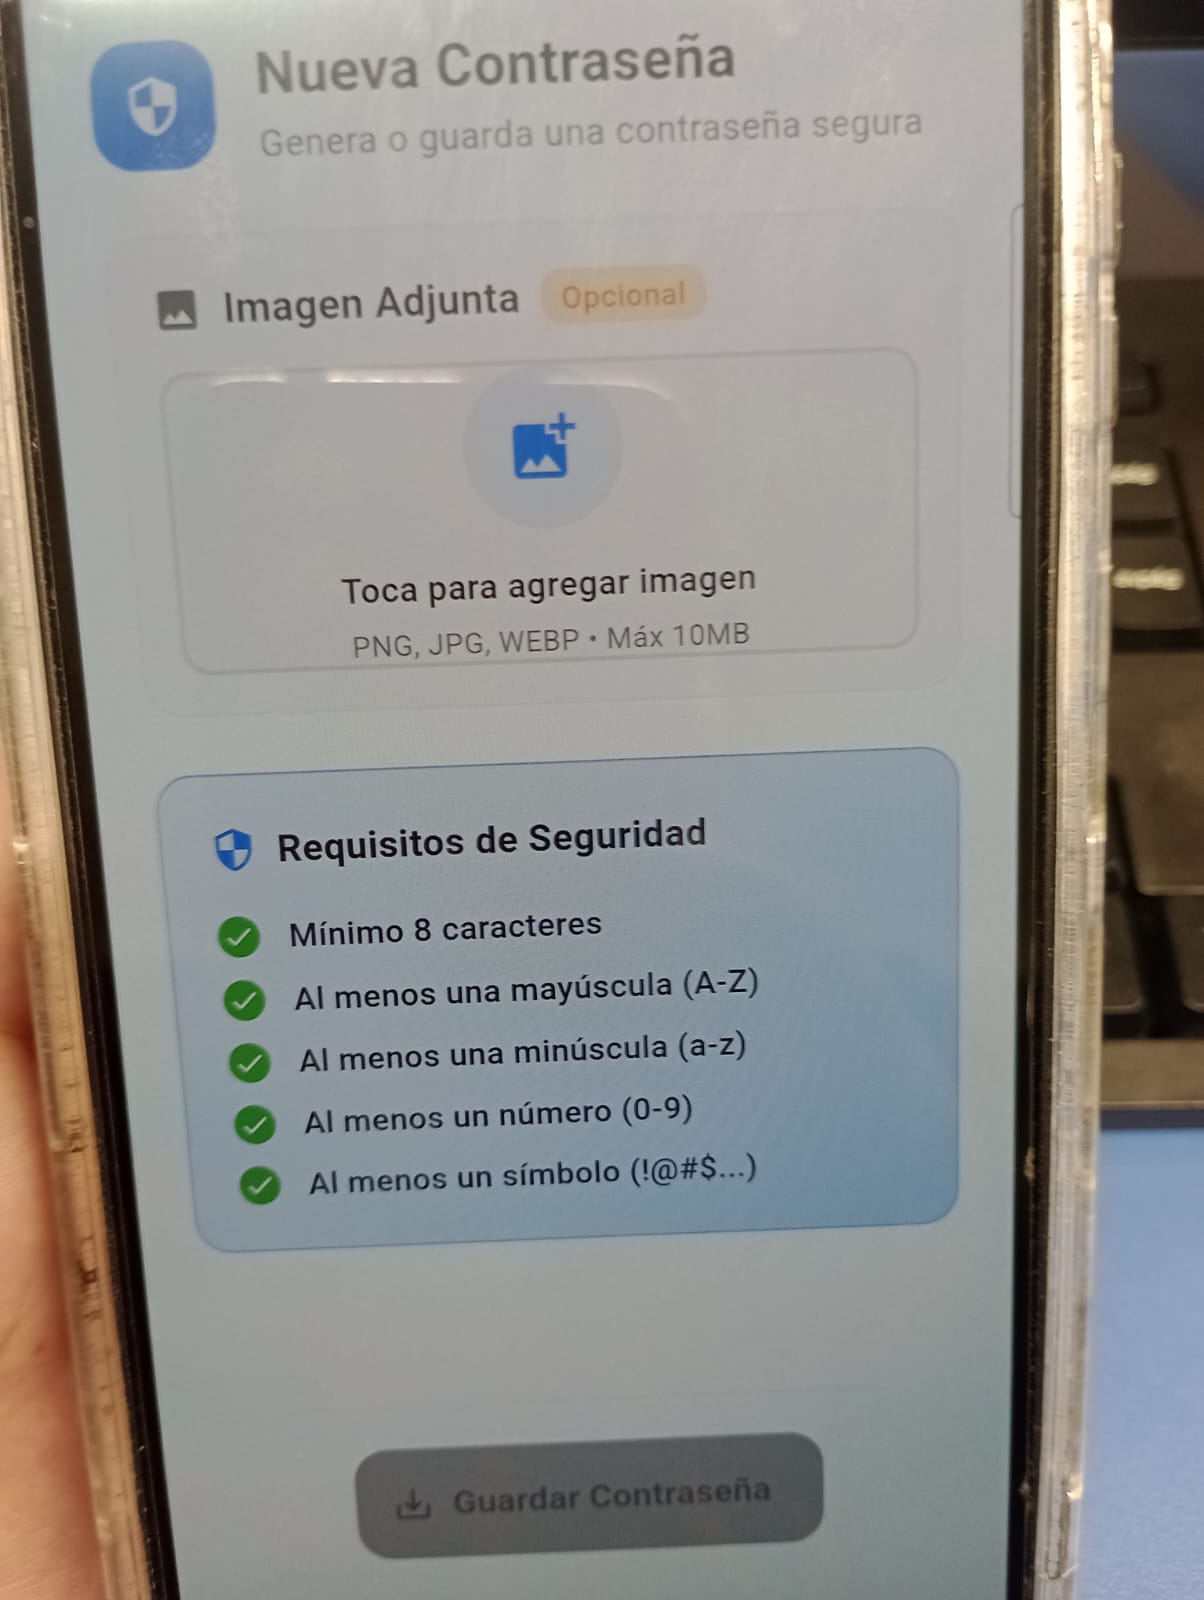 Nueva Contraseña
Genera o guarda una contraseña segura
Imagen Adjunta Opcional
Toca para agregar imagen
PNG, JPG, WEBP • Máx 10MB
Requisitos de Seguridad
Mínimo 8 caracteres
Al menos una mayúscula (A-Z)
Al menos una minúscula (a-z)
Al menos un número (0-9)
Al menos un símbolo (!@#$...)
Guardar Contraseña